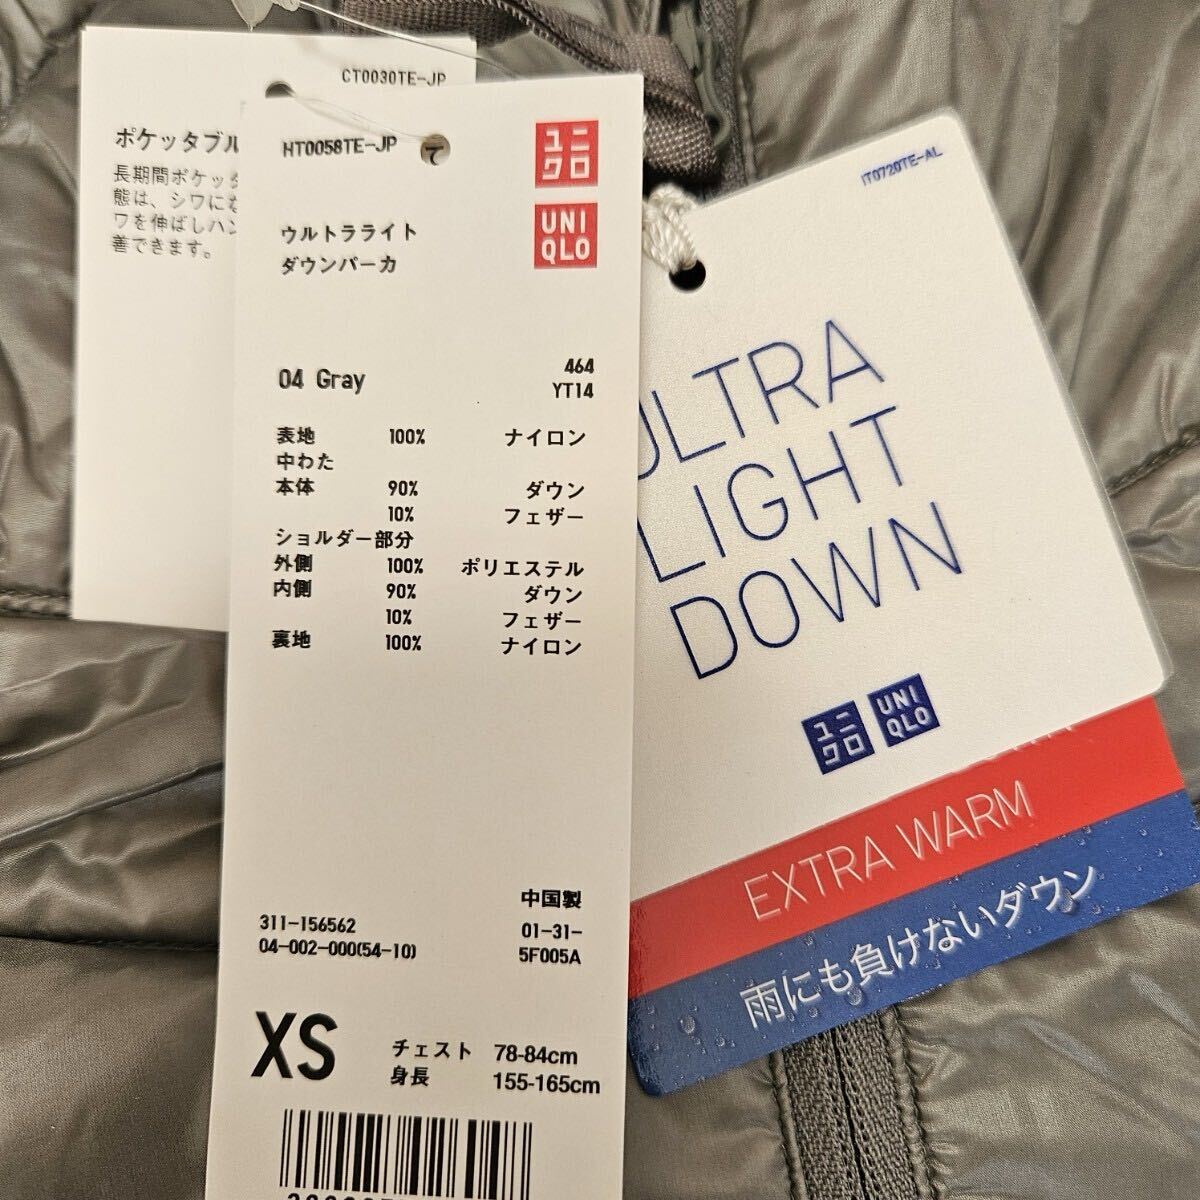 CT0030TE-JP
ポケッタブル
長期間ポケッタ
態は、シワにな
ワを伸ばしハン
善できます。
HT0058TE-JP
ユニ
クロ
UNI
QLO
ウルトラライト
ダウンパーカ
04 Gray
464
YT14
表地 100% ナイロン
中わた
本体 90% ダウン
10% フェザー
ショルダー部分
外側 100% ポリエステル
内側 90% ダウン
10% フェザー
裏地 100% ナイロン
中国製
311-156562 01-31-
04-002-000(54-10) 5F005A
XS
チェスト 78-84cm
身長 155-165cm
IT0720TE-AL
ULTRA
LIGHT
DOWN
ユニ
クロ
UNI
QLO
EXTRA WARM
雨にも負けないダウン